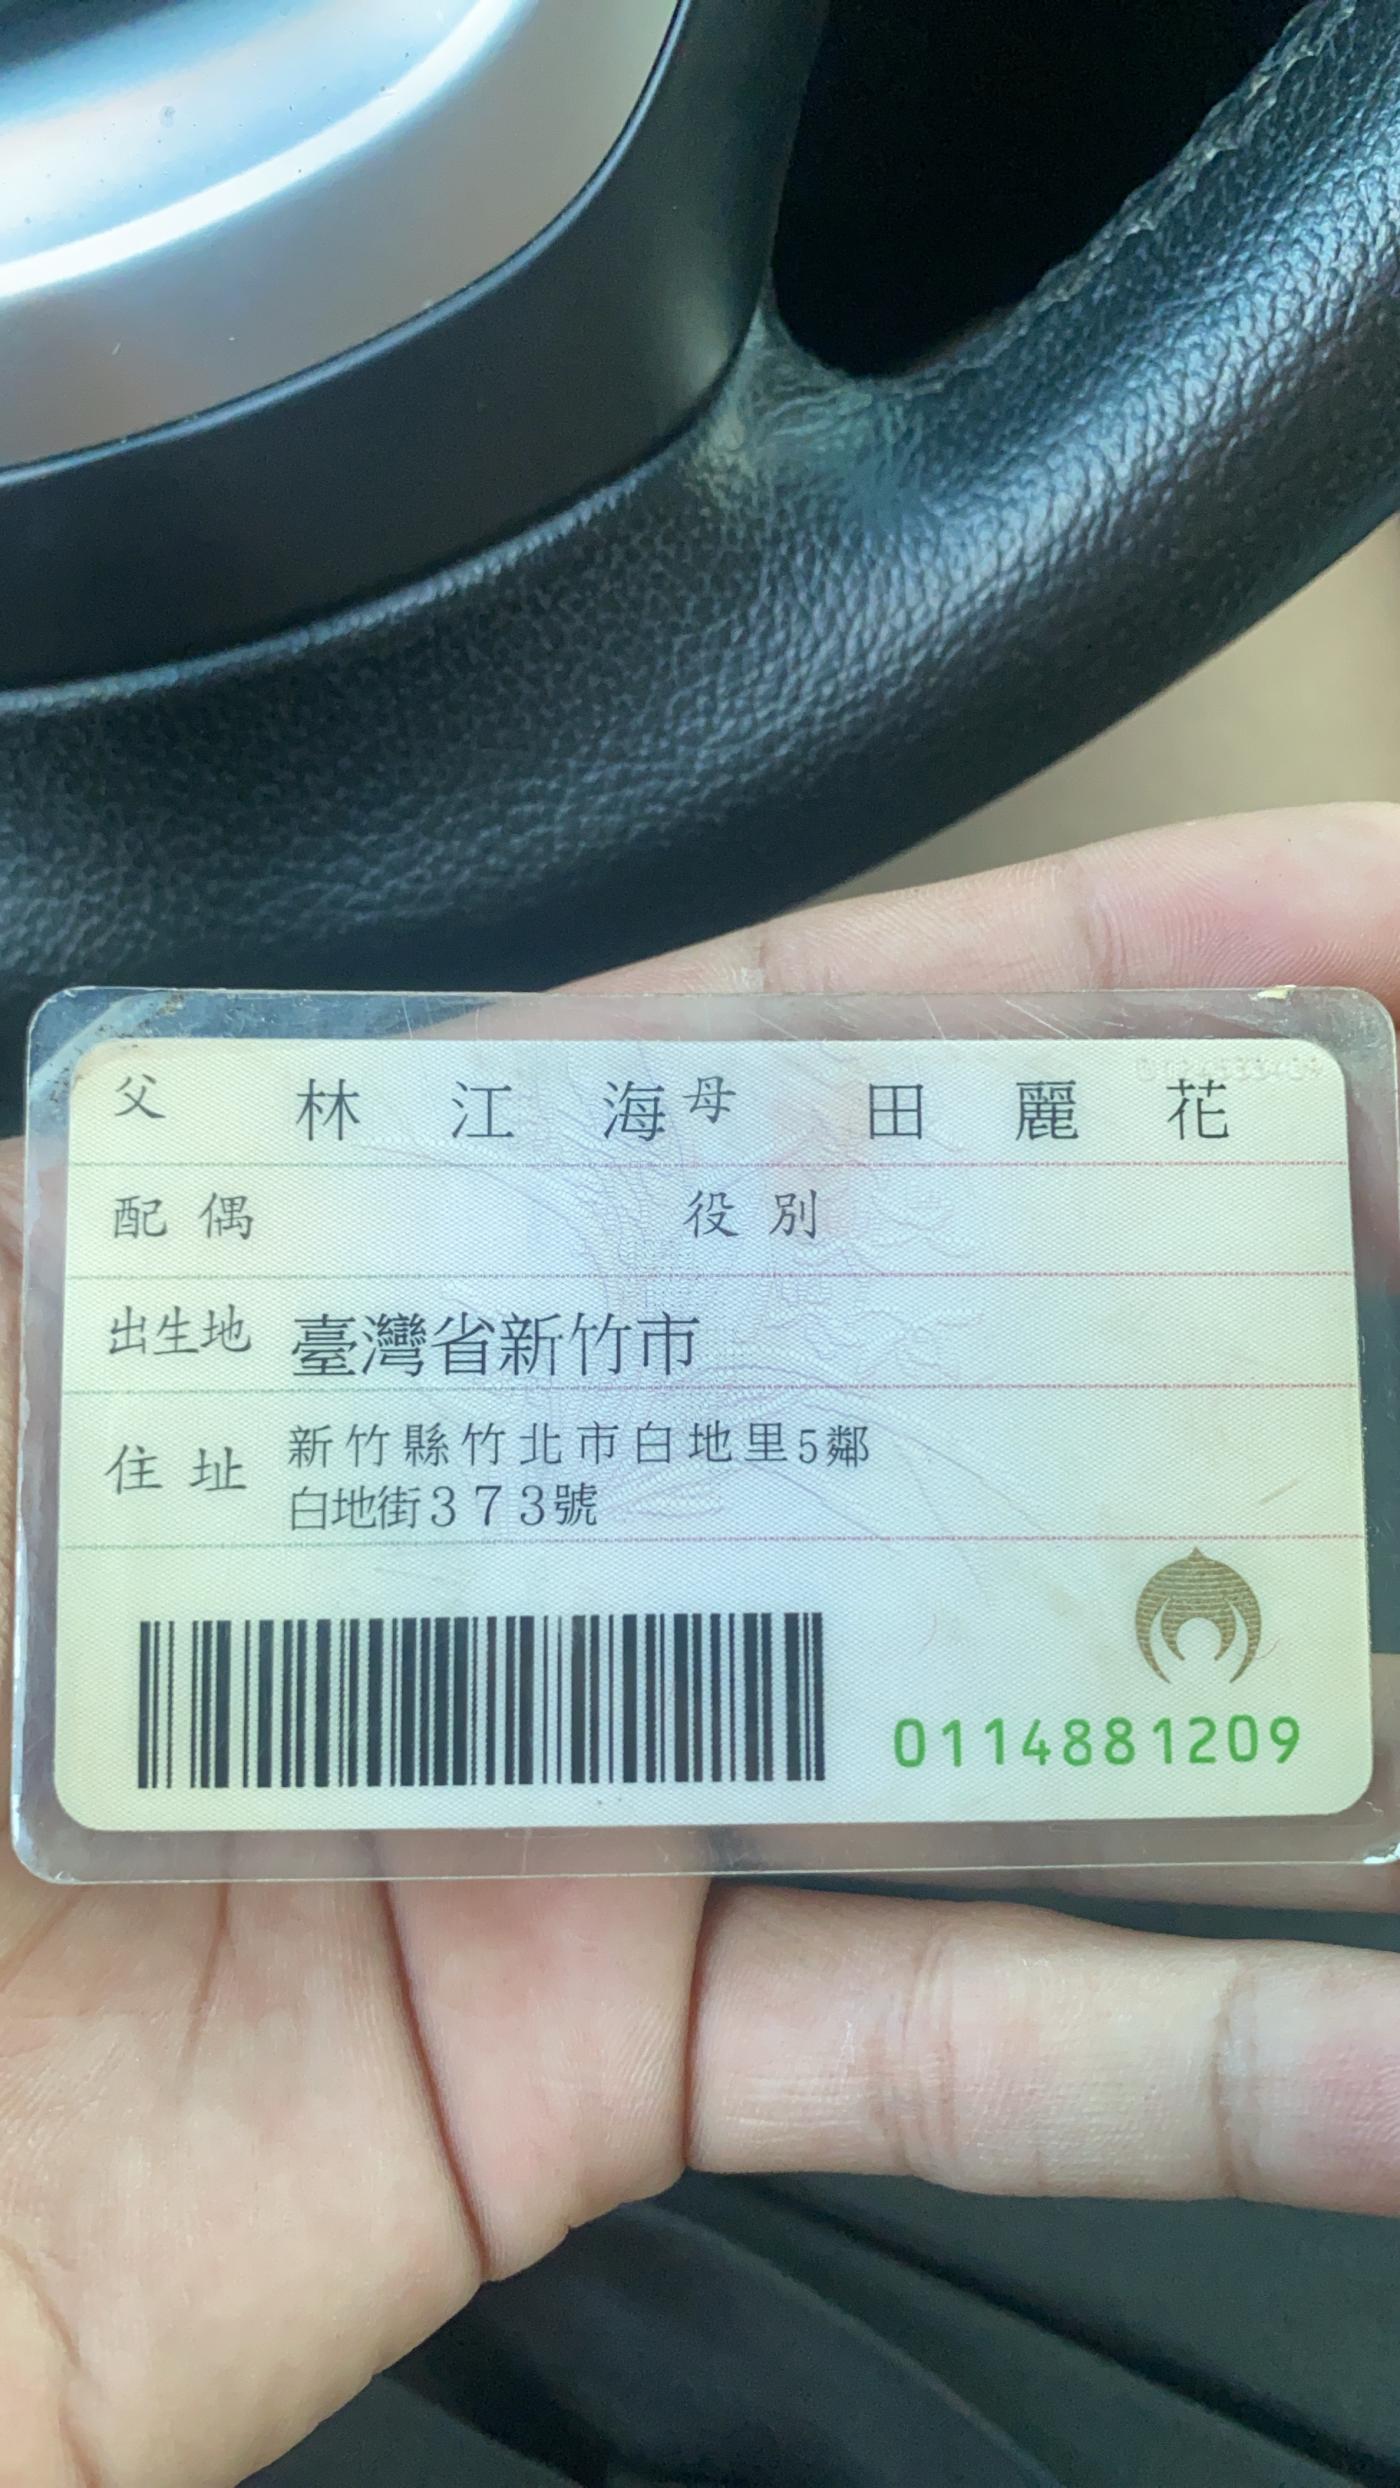 父 林江海 母 田麗花
配偶 役別
出生地 臺灣省新竹市
住址 新竹縣竹北市白地里5鄰
白地街373號
0114881209